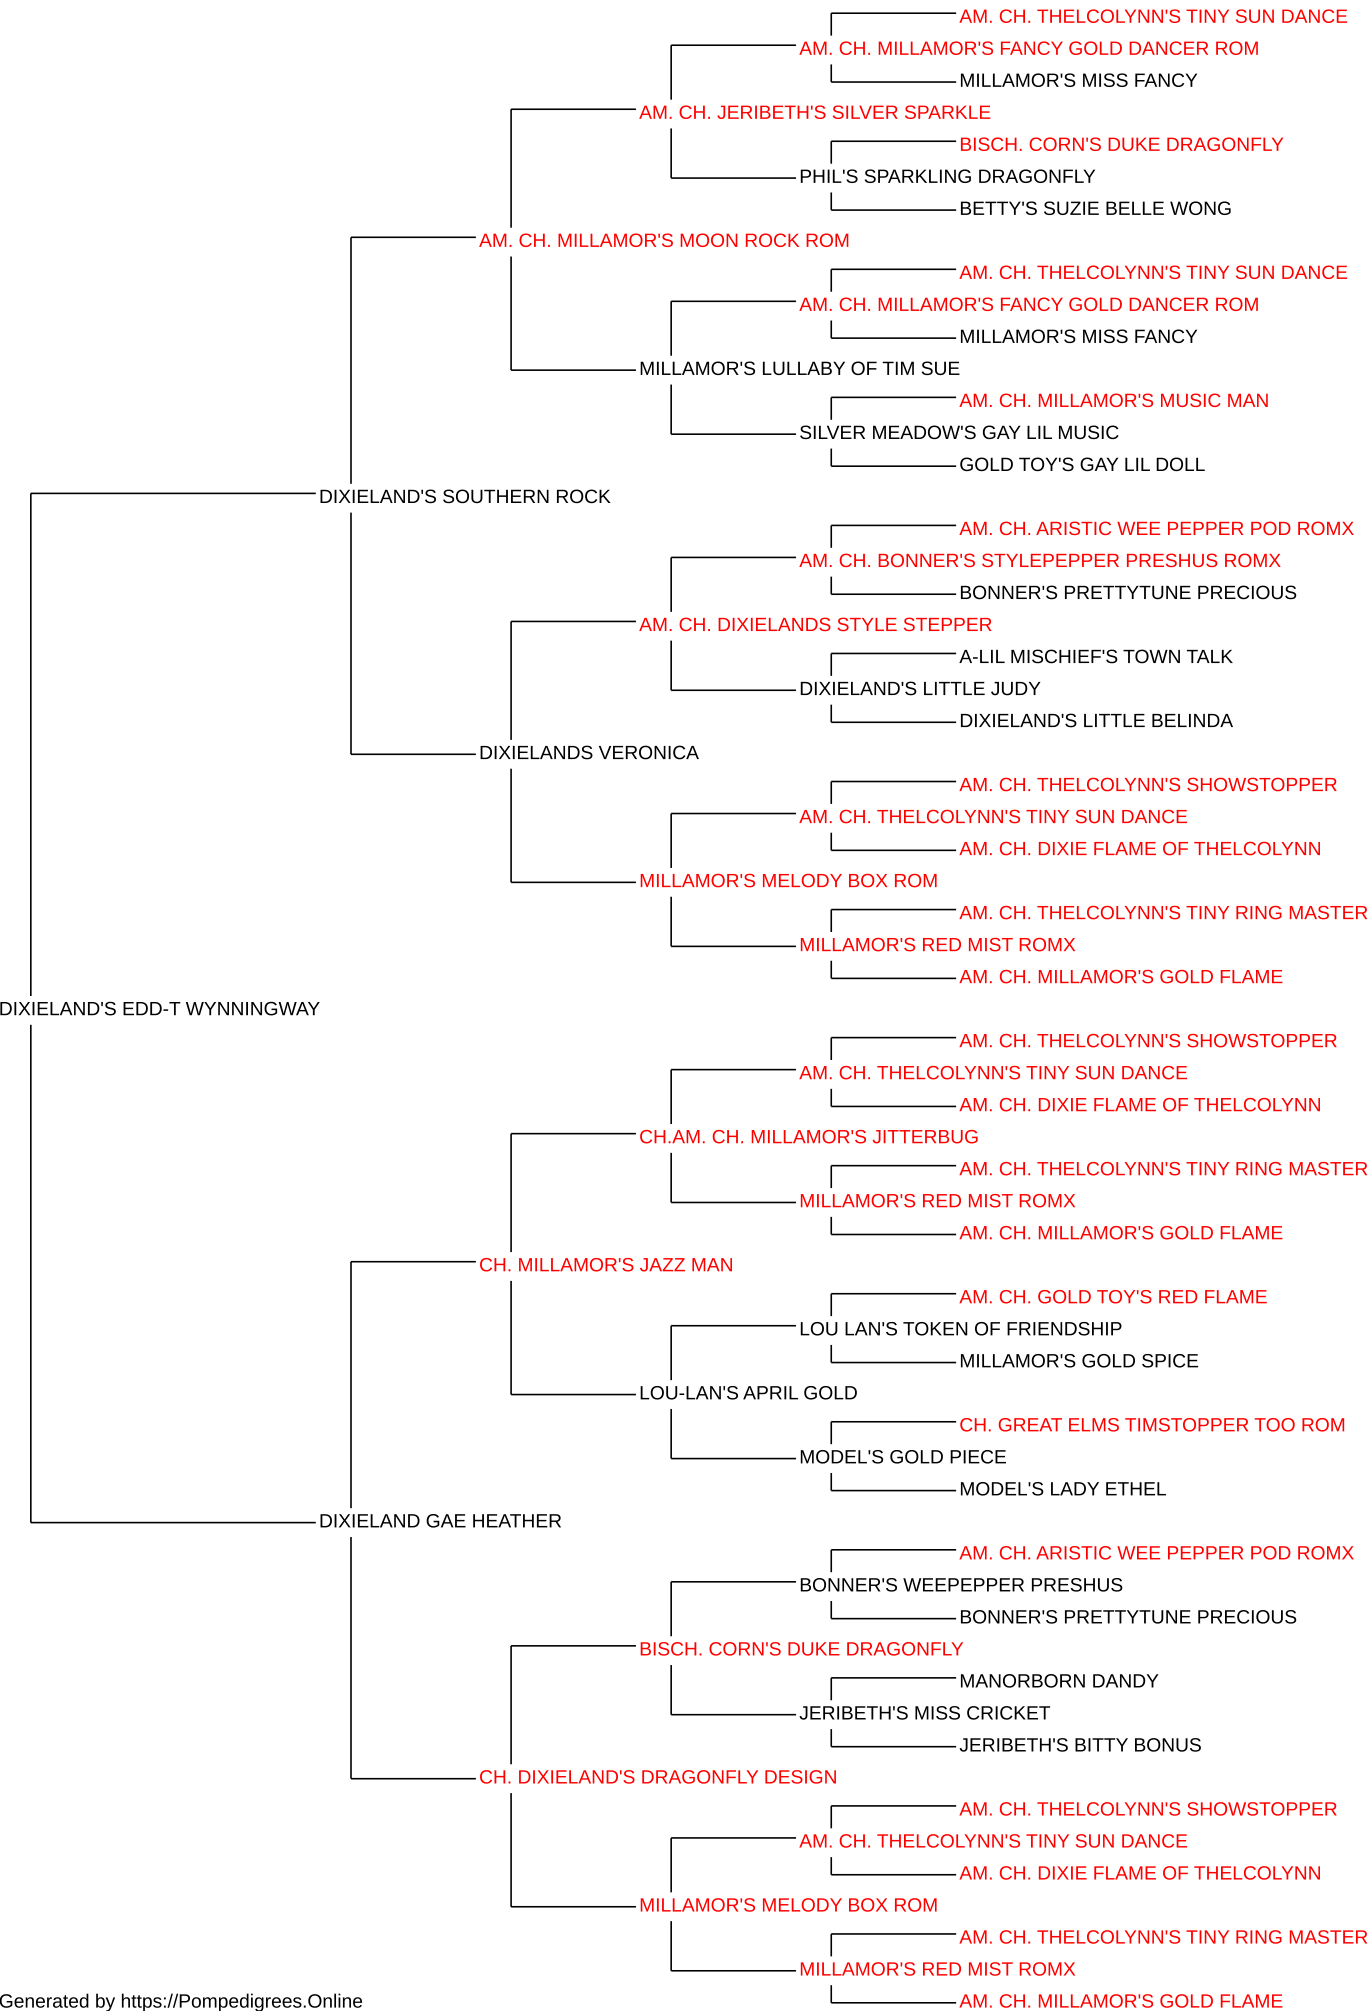 AM. CH. THELCOLYNN'S TINY SUN DANCE
AM. CH. MILLAMOR'S FANCY GOLD DANCER ROM
MILLAMOR'S MISS FANCY
AM. CH. JERIBETH'S SILVER SPARKLE
BISCH. CORN'S DUKE DRAGONFLY
PHIL'S SPARKLING DRAGONFLY
BETTY'S SUZIE BELLE WONG
AM. CH. MILLAMOR'S MOON ROCK ROM
AM. CH. THELCOLYNN'S TINY SUN DANCE
AM. CH. MILLAMOR'S FANCY GOLD DANCER ROM
MILLAMOR'S MISS FANCY
MILLAMOR'S LULLABY OF TIM SUE
AM. CH. MILLAMOR'S MUSIC MAN
SILVER MEADOW'S GAY LIL MUSIC
GOLD TOY'S GAY LIL DOLL
DIXIELAND'S SOUTHERN ROCK
AM. CH. ARISTIC WEE PEPPER POD ROMX
AM. CH. BONNER'S STYLEPEPPER PRESHUS ROMX
BONNER'S PRETTYTUNE PRECIOUS
AM. CH. DIXIELANDS STYLE STEPPER
A-LIL MISCHIEF'S TOWN TALK
DIXIELAND'S LITTLE JUDY
DIXIELAND'S LITTLE BELINDA
DIXIELANDS VERONICA
AM. CH. THELCOLYNN'S SHOWSTOPPER
AM. CH. THELCOLYNN'S TINY SUN DANCE
AM. CH. DIXIE FLAME OF THELCOLYNN
MILLAMOR'S MELODY BOX ROM
AM. CH. THELCOLYNN'S TINY RING MASTER
MILLAMOR'S RED MIST ROMX
AM. CH. MILLAMOR'S GOLD FLAME
DIXIELAND'S EDD-T WYNNINGWAY
AM. CH. THELCOLYNN'S SHOWSTOPPER
AM. CH. THELCOLYNN'S TINY SUN DANCE
AM. CH. DIXIE FLAME OF THELCOLYNN
CH.AM. CH. MILLAMOR'S JITTERBUG
AM. CH. THELCOLYNN'S TINY RING MASTER
MILLAMOR'S RED MIST ROMX
AM. CH. MILLAMOR'S GOLD FLAME
CH. MILLAMOR'S JAZZ MAN
AM. CH. GOLD TOY'S RED FLAME
LOU LAN'S TOKEN OF FRIENDSHIP
MILLAMOR'S GOLD SPICE
LOU-LAN'S APRIL GOLD
CH. GREAT ELMS TIMSTOPPER TOO ROM
MODEL'S GOLD PIECE
MODEL'S LADY ETHEL
DIXIELAND GAE HEATHER
AM. CH. ARISTIC WEE PEPPER POD ROMX
BONNER'S WEEPEPPER PRESHUS
BONNER'S PRETTYTUNE PRECIOUS
BISCH. CORN'S DUKE DRAGONFLY
MANORBORN DANDY
JERIBETH'S MISS CRICKET
JERIBETH'S BITTY BONUS
CH. DIXIELAND'S DRAGONFLY DESIGN
AM. CH. THELCOLYNN'S SHOWSTOPPER
AM. CH. THELCOLYNN'S TINY SUN DANCE
AM. CH. DIXIE FLAME OF THELCOLYNN
MILLAMOR'S MELODY BOX ROM
AM. CH. THELCOLYNN'S TINY RING MASTER
MILLAMOR'S RED MIST ROMX
AM. CH. MILLAMOR'S GOLD FLAME
Generated by https://Pompedigrees.Online